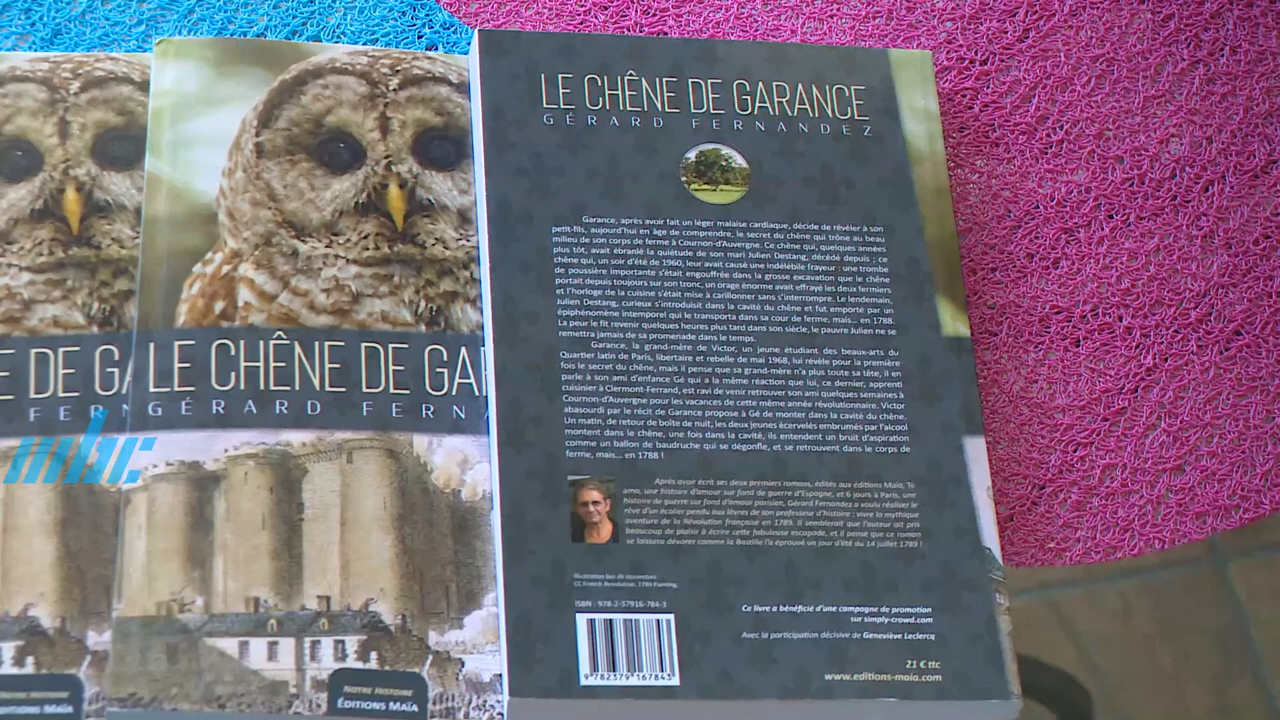 E DE GA
FERN
NOTRE HISTOIRE
ÉDITIONS MAÏA
mbc
LE CHÊNE DE GA
GÉRARD FERNA
NOTRE HISTOIRE
ÉDITIONS MAÏA
LE CHÊNE DE GARANCE
GÉRARD FERNANDEZ
Garance, après avoir fait un léger malaise cardiaque, décide de révéler à son
petit-fils, aujourd'hui en âge de comprendre, le secret du chêne qui trône au beau
milieu de son corps de ferme à Cournon-d'Auvergne. Ce chêne qui, quelques années
plus tôt, avait ébranlé la quiétude de son mari Julien Destang, décédé depuis ; ce
chêne qui, un soir d'été de 1960, leur avait causé une indélébile frayeur : une trombe
de poussière importante s'était engouffrée dans la grosse excavation que le chêne
portait depuis toujours sur son tronc, un orage énorme avait effrayé les deux fermiers
et l'horloge de la cuisine s'était mise à carillonner sans s'interrompre. Le lendemain,
Julien Destang, curieux s'introduisit dans la cavité du chêne et fut emporté par un
épiphénomène intemporel qui le transporta dans sa cour de ferme, mais... en 1788.
La peur le fit revenir quelques heures plus tard dans son siècle, le pauvre Julien ne se
remettra jamais de sa promenade dans le temps.
Garance, la grand-mère de Victor, un jeune étudiant des beaux-arts du
Quartier latin de Paris, libertaire et rebelle de mai 1968, lui révèle pour la première
fois le secret du chêne, mais il pense que sa grand-mère n'a plus toute sa tête, il en
parle à son ami d'enfance Gé qui a la même réaction que lui, ce dernier, apprenti
cuisinier à Clermont-Ferrand, est ravi de venir retrouver son ami quelques semaines à
Cournon-d'Auvergne pour les vacances de cette même année révolutionnaire. Victor
abasourdi par le récit de Garance propose à Gé de monter dans la cavité du chêne.
Un matin, de retour de boîte de nuit, les deux jeunes écervelés embrumés par l'alcool
montent dans le chêne, une fois dans la cavité, ils entendent un bruit d'aspiration
comme un ballon de baudruche qui se dégonfle, et se retrouvent dans le corps de
ferme, mais... en 1788 !
Après avoir écrit ses deux premiers romans, édités aux éditions Maïa, Te
amo, une histoire d'amour sur fond de guerre d'Espagne, et 6 jours à Paris, une
histoire de guerre sur fond d'amour parisien, Gérard Fernandez a voulu réaliser le
rêve d'un écolier pendu aux lèvres de son professeur d'histoire : vivre la mythique
aventure de la Révolution française en 1789. Il semblerait que l'auteur ait pris
beaucoup de plaisir à écrire cette fabuleuse escapade, et il pense que ce roman
se laissera dévorer comme la Bastille l'a éprouvé un jour d'été du 14 juillet 1789 !
Illustration bas de couverture :
CC French Revolution, 1789 Painting,
ISBN : 978-2-37916-784-3
9 782379 167843
Ce livre a bénéficié d'une campagne de promotion
sur simply-crowd.com
Avec la participation décisive de Geneviève Leclercq
21 € ttc
www.editions-maia.com